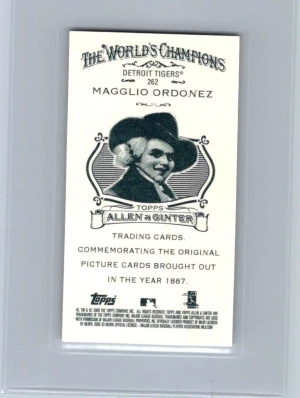 THE WORLD'S CHAMPIONS
DETROIT TIGERS®
262
MAGGLIO ORDOÑEZ
TOPPS
ALLEN & GINTER
TRADING CARDS.
COMMEMORATING THE ORIGINAL
PICTURE CARDS BROUGHT OUT
IN THE YEAR 1887.
Topps